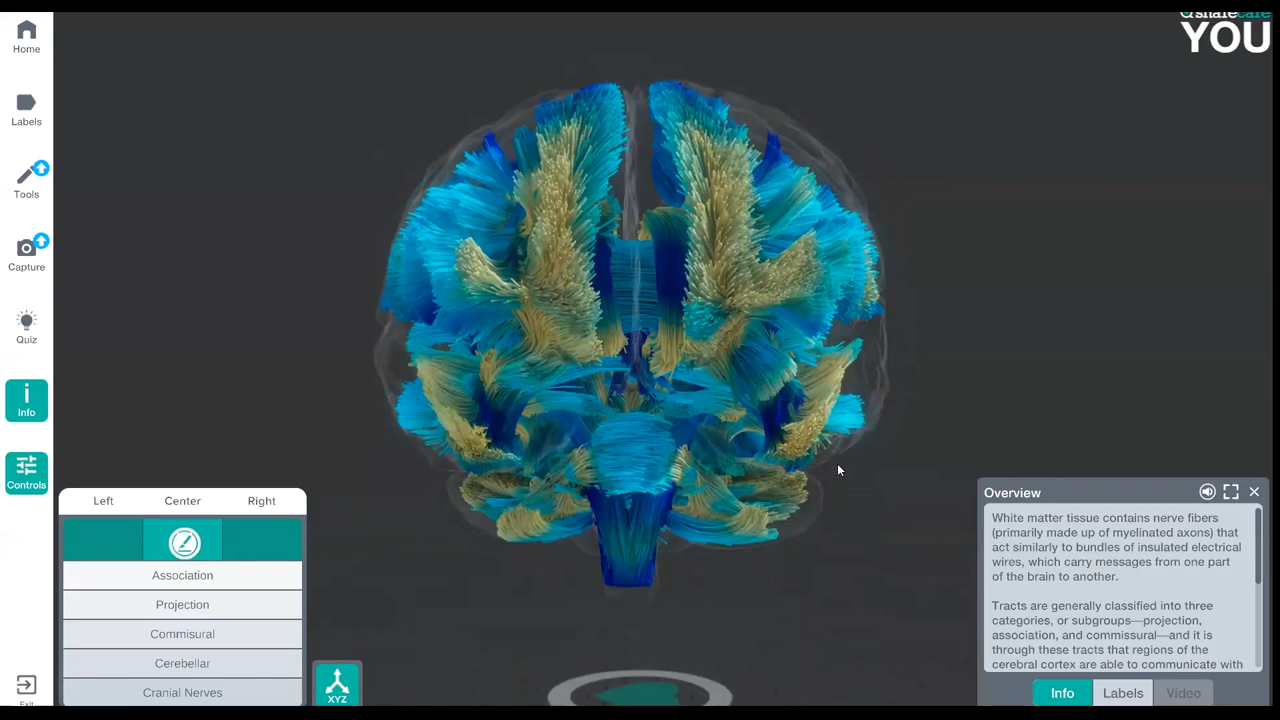 Home
Labels
Tools
Capture
Quiz
i
Info
Controls
Exit
sharecare
YOU
Left Center Right
Association
Projection
Commisural
Cerebellar
Cranial Nerves
XYZ
Overview
White matter tissue contains nerve fibers
(primarily made up of myelinated axons) that
act similarly to bundles of insulated electrical
wires, which carry messages from one part
of the brain to another.
Tracts are generally classified into three
categories, or subgroups—projection,
association, and commissural—and it is
through these tracts that regions of the
cerebral cortex are able to communicate with
Info Labels Video